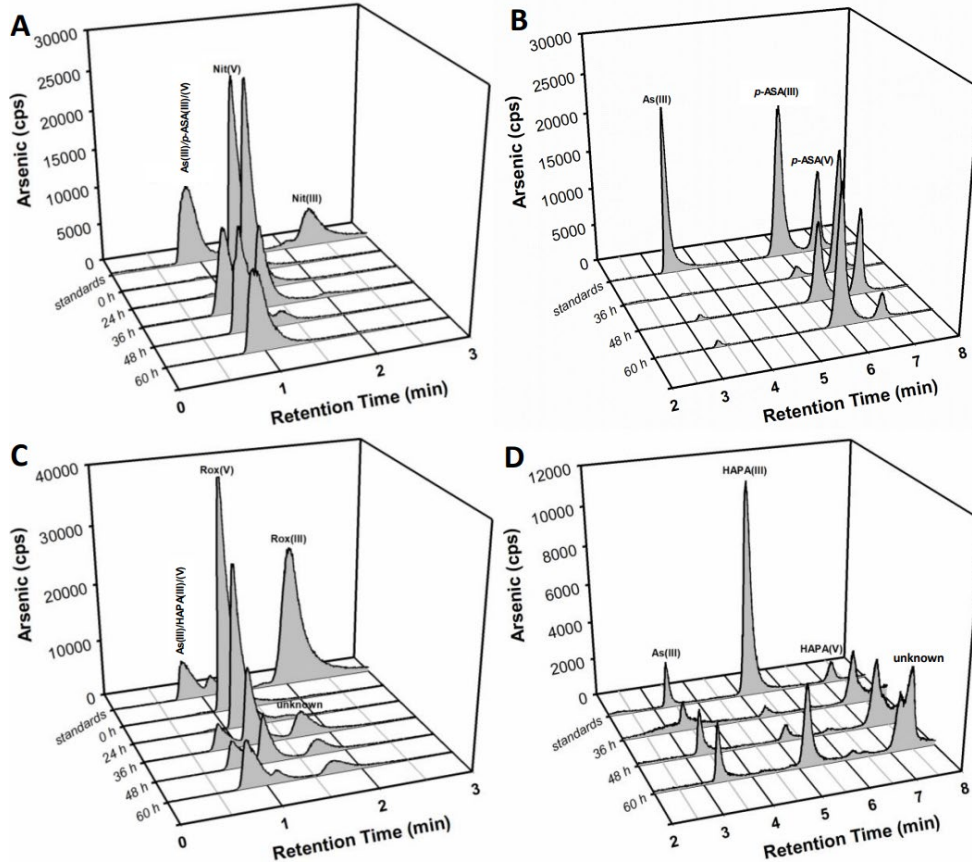 A
30000
25000
20000
15000
10000
5000
0
Arsenic (cps)
As(III)/p-ASA(III)/(V)
Nit(V)
Nit(III)
standards
0 h
24 h
36 h
48 h
60 h
0
1
2
3
Retention Time (min)
B
30000
25000
20000
15000
10000
5000
0
Arsenic (cps)
As(III)
p-ASA(III)
p-ASA(V)
standards
36 h
48 h
60 h
2
3
4
5
6
7
8
Retention Time (min)
C
40000
30000
20000
10000
0
Arsenic (cps)
As(III)/HAPA(III)/(V)
Rox(V)
Rox(III)
unknown
standards
0 h
24 h
36 h
48 h
60 h
0
1
2
3
Retention Time (min)
D
12000
10000
8000
6000
4000
2000
0
Arsenic (cps)
As(III)
HAPA(III)
HAPA(V)
unknown
standards
36 h
48 h
60 h
2
3
4
5
6
7
8
Retention Time (min)